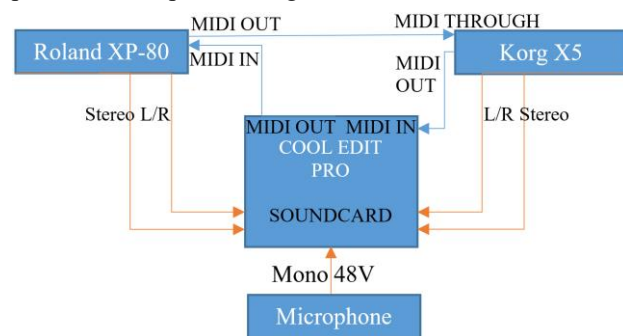 MIDI OUT
MIDI THROUGH
Roland XP-80
Korg X5
MIDI IN
MIDI
OUT
Stereo L/R
L/R Stereo
MIDI OUT MIDI IN
COOL EDIT
PRO
SOUNDCARD
Mono 48V
Microphone